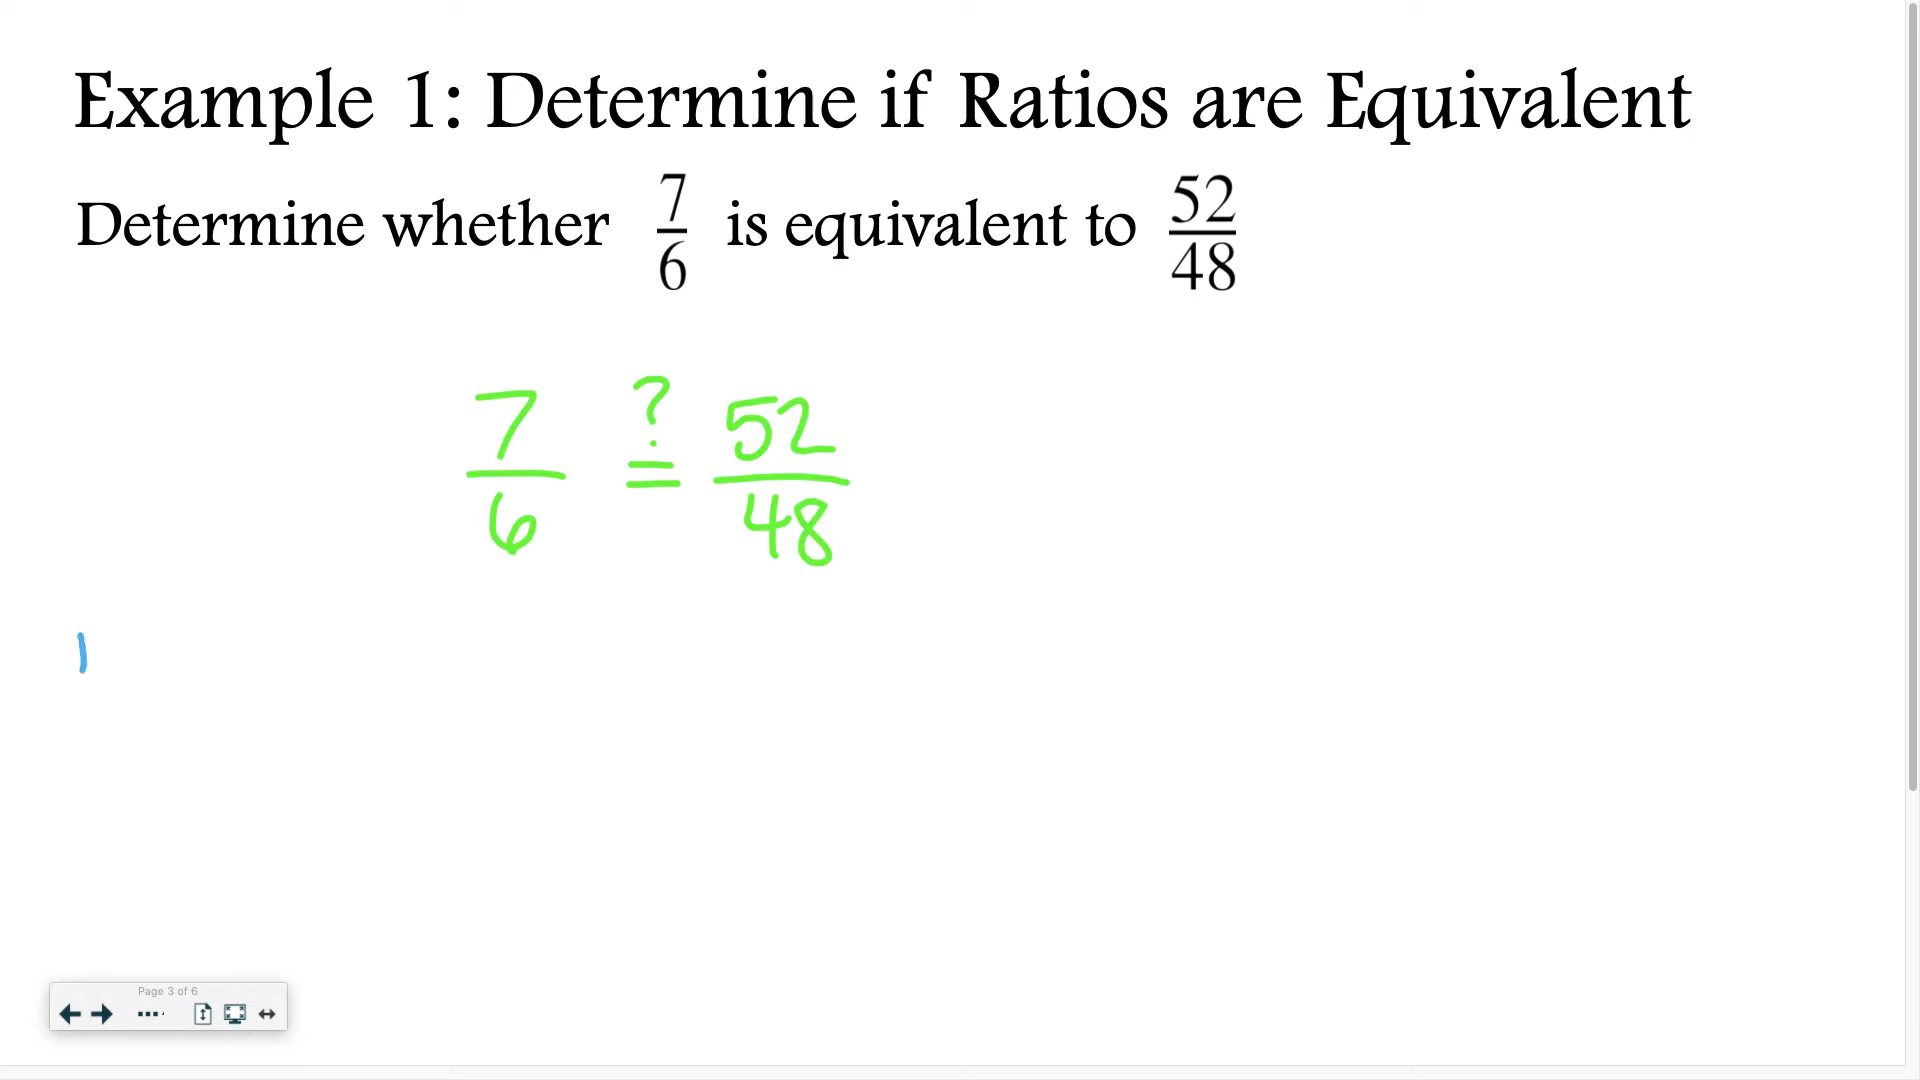 Example 1: Determine if Ratios are Equivalent
Determine whether 7/6 is equivalent to 52/48
7/6 ?= 52/48
Page 3 of 6